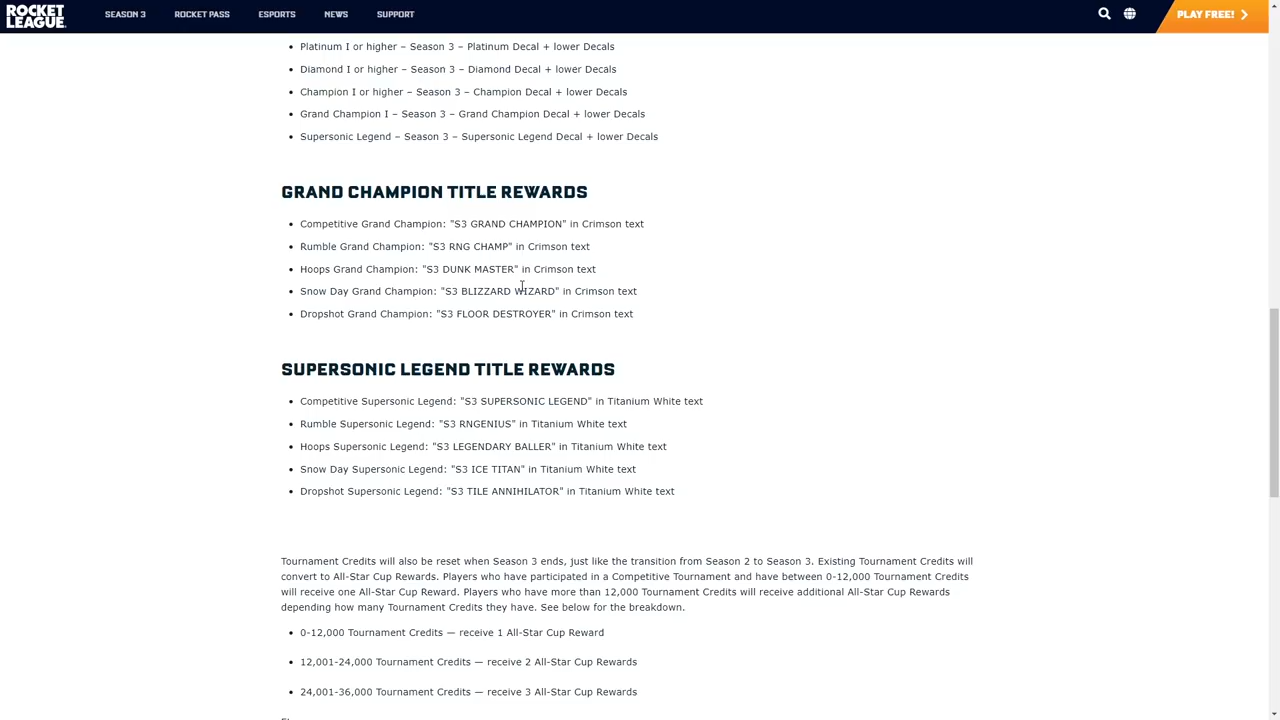 ROCKET LEAGUE.
SEASON 3
ROCKET PASS
ESPORTS
NEWS
SUPPORT
PLAY FREE!
• Platinum I or higher – Season 3 – Platinum Decal + lower Decals
• Diamond I or higher – Season 3 – Diamond Decal + lower Decals
• Champion I or higher – Season 3 – Champion Decal + lower Decals
• Grand Champion I – Season 3 – Grand Champion Decal + lower Decals
• Supersonic Legend – Season 3 – Supersonic Legend Decal + lower Decals
GRAND CHAMPION TITLE REWARDS
• Competitive Grand Champion: "S3 GRAND CHAMPION" in Crimson text
• Rumble Grand Champion: "S3 RNG CHAMP" in Crimson text
• Hoops Grand Champion: "S3 DUNK MASTER" in Crimson text
• Snow Day Grand Champion: "S3 BLIZZARD WIZARD" in Crimson text
• Dropshot Grand Champion: "S3 FLOOR DESTROYER" in Crimson text
SUPERSONIC LEGEND TITLE REWARDS
• Competitive Supersonic Legend: "S3 SUPERSONIC LEGEND" in Titanium White text
• Rumble Supersonic Legend: "S3 RNGENIUS" in Titanium White text
• Hoops Supersonic Legend: "S3 LEGENDARY BALLER" in Titanium White text
• Snow Day Supersonic Legend: "S3 ICE TITAN" in Titanium White text
• Dropshot Supersonic Legend: "S3 TILE ANNIHILATOR" in Titanium White text
Tournament Credits will also be reset when Season 3 ends, just like the transition from Season 2 to Season 3. Existing Tournament Credits will
convert to All-Star Cup Rewards. Players who have participated in a Competitive Tournament and have between 0-12,000 Tournament Credits
will receive one All-Star Cup Reward. Players who have more than 12,000 Tournament Credits will receive additional All-Star Cup Rewards
depending how many Tournament Credits they have. See below for the breakdown.
• 0-12,000 Tournament Credits — receive 1 All-Star Cup Reward
• 12,001-24,000 Tournament Credits — receive 2 All-Star Cup Rewards
• 24,001-36,000 Tournament Credits — receive 3 All-Star Cup Rewards